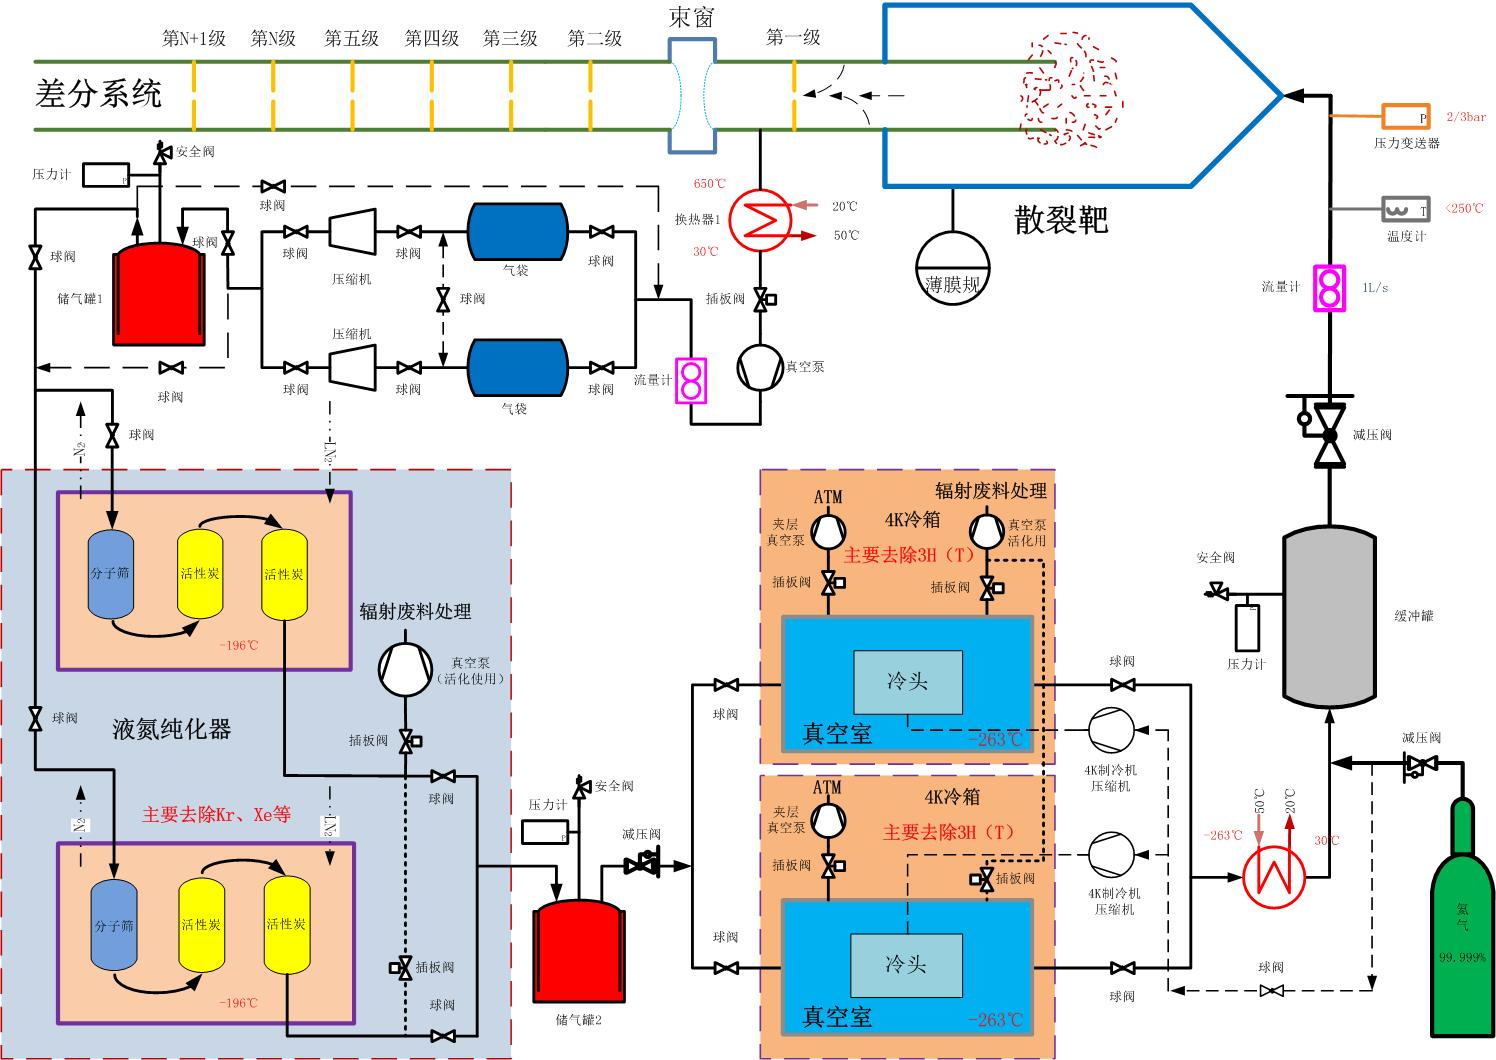 束窗
第N+1级
第N级
第五级
第四级
第三级
第二级
第一级
差分系统
P
2/3bar
压力变送器
安全阀
压力计
P
650℃
换热器1
20℃
50℃
30℃
散裂靶
薄膜规
T
<250℃
温度计
球阀
球阀
球阀
球阀
球阀
球阀
球阀
压缩机
气袋
储气罐1
球阀
插板阀
流量计
1L/s
压缩机
流量计
真空泵
球阀
球阀
球阀
球阀
气袋
球阀
减压阀
N2
LN2
ATM
辐射废料处理
4K冷箱
夹层
真空泵
真空泵
活化用
主要去除3H（T）
插板阀
插板阀
分子筛
活性炭
活性炭
-196℃
辐射废料处理
真空泵
（活化使用）
安全阀
压力计
缓冲罐
冷头
球阀
球阀
真空室
-263℃
4K制冷机
压缩机
球阀
液氮纯化器
插板阀
减压阀
球阀
主要去除Kr、Xe等
N2
LN2
安全阀
压力计
P
减压阀
ATM
4K冷箱
夹层
真空泵
主要去除3H（T）
插板阀
插板阀
4K制冷机
压缩机
50℃
20℃
-263℃
30℃
分子筛
活性炭
活性炭
-196℃
插板阀
球阀
储气罐2
球阀
冷头
真空室
-263℃
球阀
球阀
氦
气
99.999%